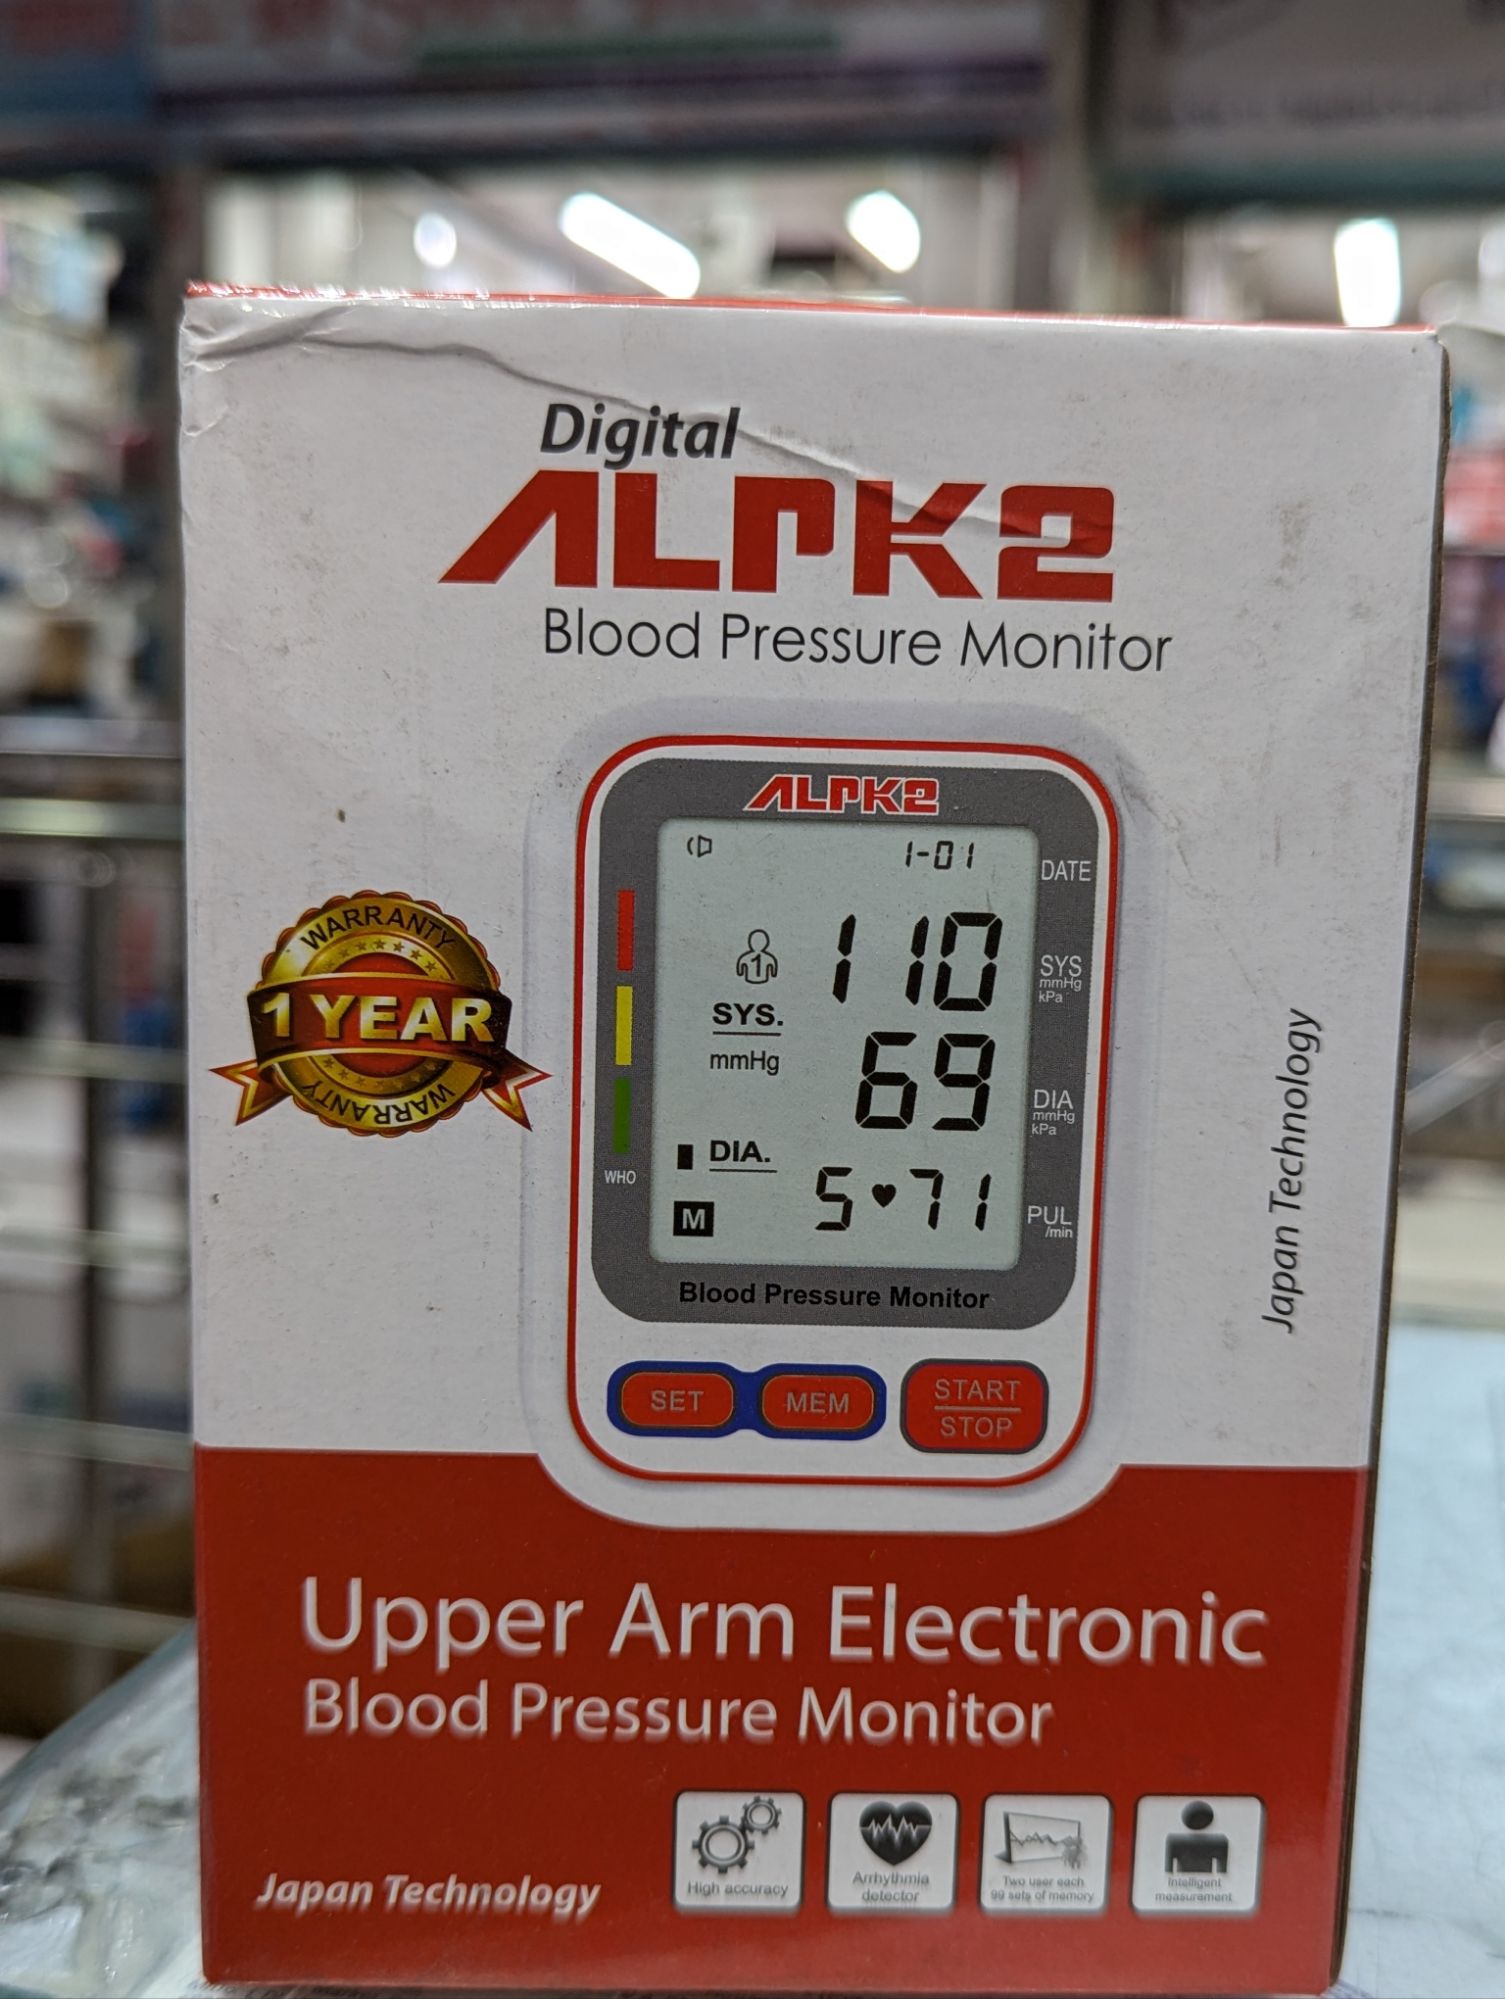 Digital
ALPK2
Blood Pressure Monitor
ALPK2
1-01
DATE
WARRANTY
1 YEAR
WARRANTY
1
110
SYS
mmHg
kPa
SYS.
mmHg
69
DIA
mmHg
kPa
DIA.
WHO
M
5 71
PUL
/min
Blood Pressure Monitor
SET
MEM
START
STOP
Japan Technology
Upper Arm Electronic
Blood Pressure Monitor
High accuracy
Arrhythmia
detector
Two user each
99 sets of memory
Intelligent
measurement
Japan Technology